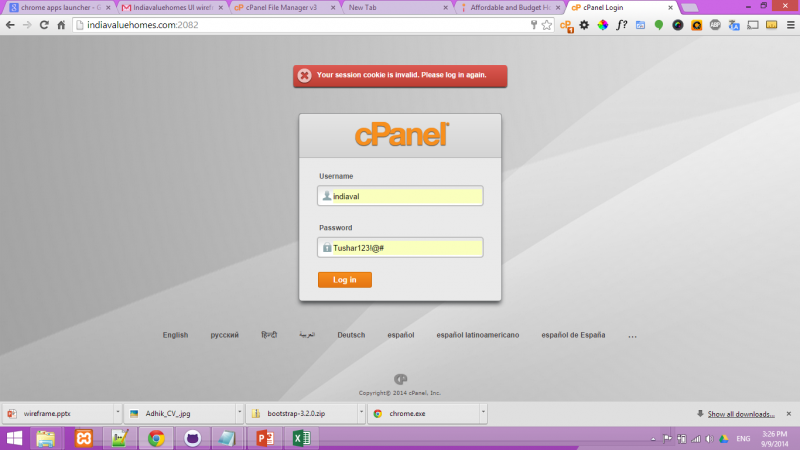 chrome apps launcher - G
Indiavaluehomes UI wirefr
cPanel File Manager v3
New Tab
Affordable and Budget Ho
cPanel Login
indiavaluehomes.com:2082
Your session cookie is invalid. Please log in again.
cPanel
Username
indiaval
Password
Tushar123!@#
Log in
English русский हिन्दी العربية Deutsch español español latinoamericano español de España ...
Copyright© 2014 cPanel, Inc.
wireframe.pptx
Adhik_CV_.jpg
bootstrap-3.2.0.zip
chrome.exe
Show all downloads...
ENG
3:26 PM
9/9/2014